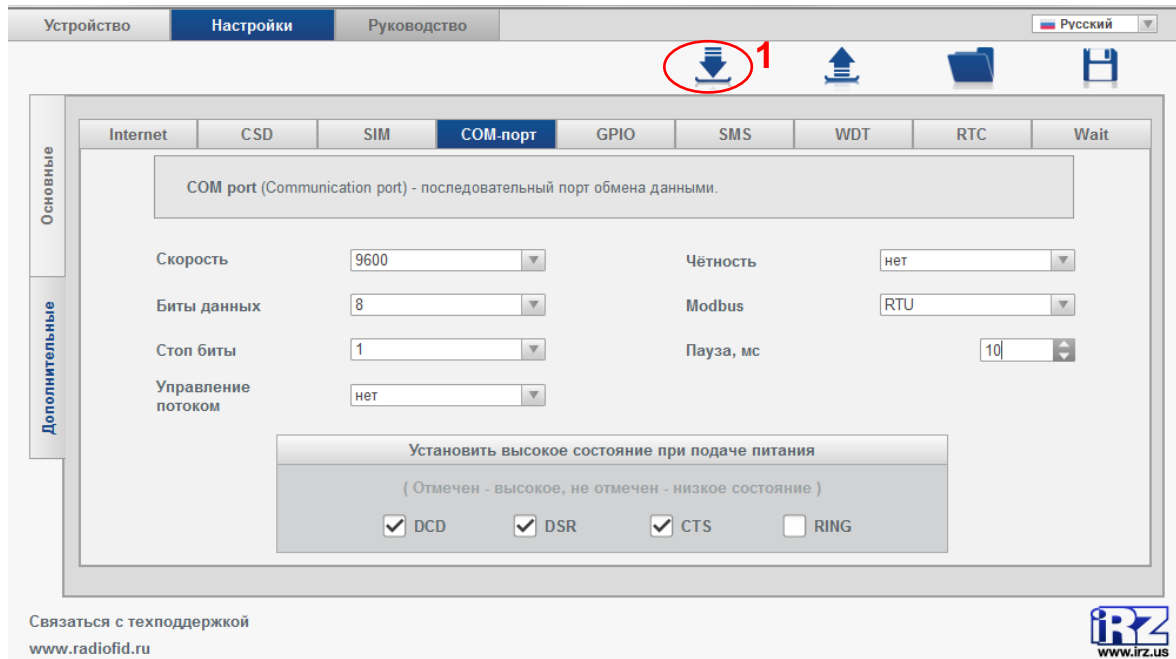 Устройство Настройки Руководство Русский
1
Internet CSD SIM COM-порт GPIO SMS WDT RTC Wait
Основные
Дополнительные
COM port (Communication port) - последовательный порт обмена данными.
Скорость 9600 Чётность нет
Биты данных 8 Modbus RTU
Стоп биты 1 Пауза, мс 10
Управление
потоком нет
Установить высокое состояние при подаче питания
( Отмечен - высокое, не отмечен - низкое состояние )
DCD DSR CTS RING
Связаться с техподдержкой
www.radiofid.ru
iRZ
www.irz.us